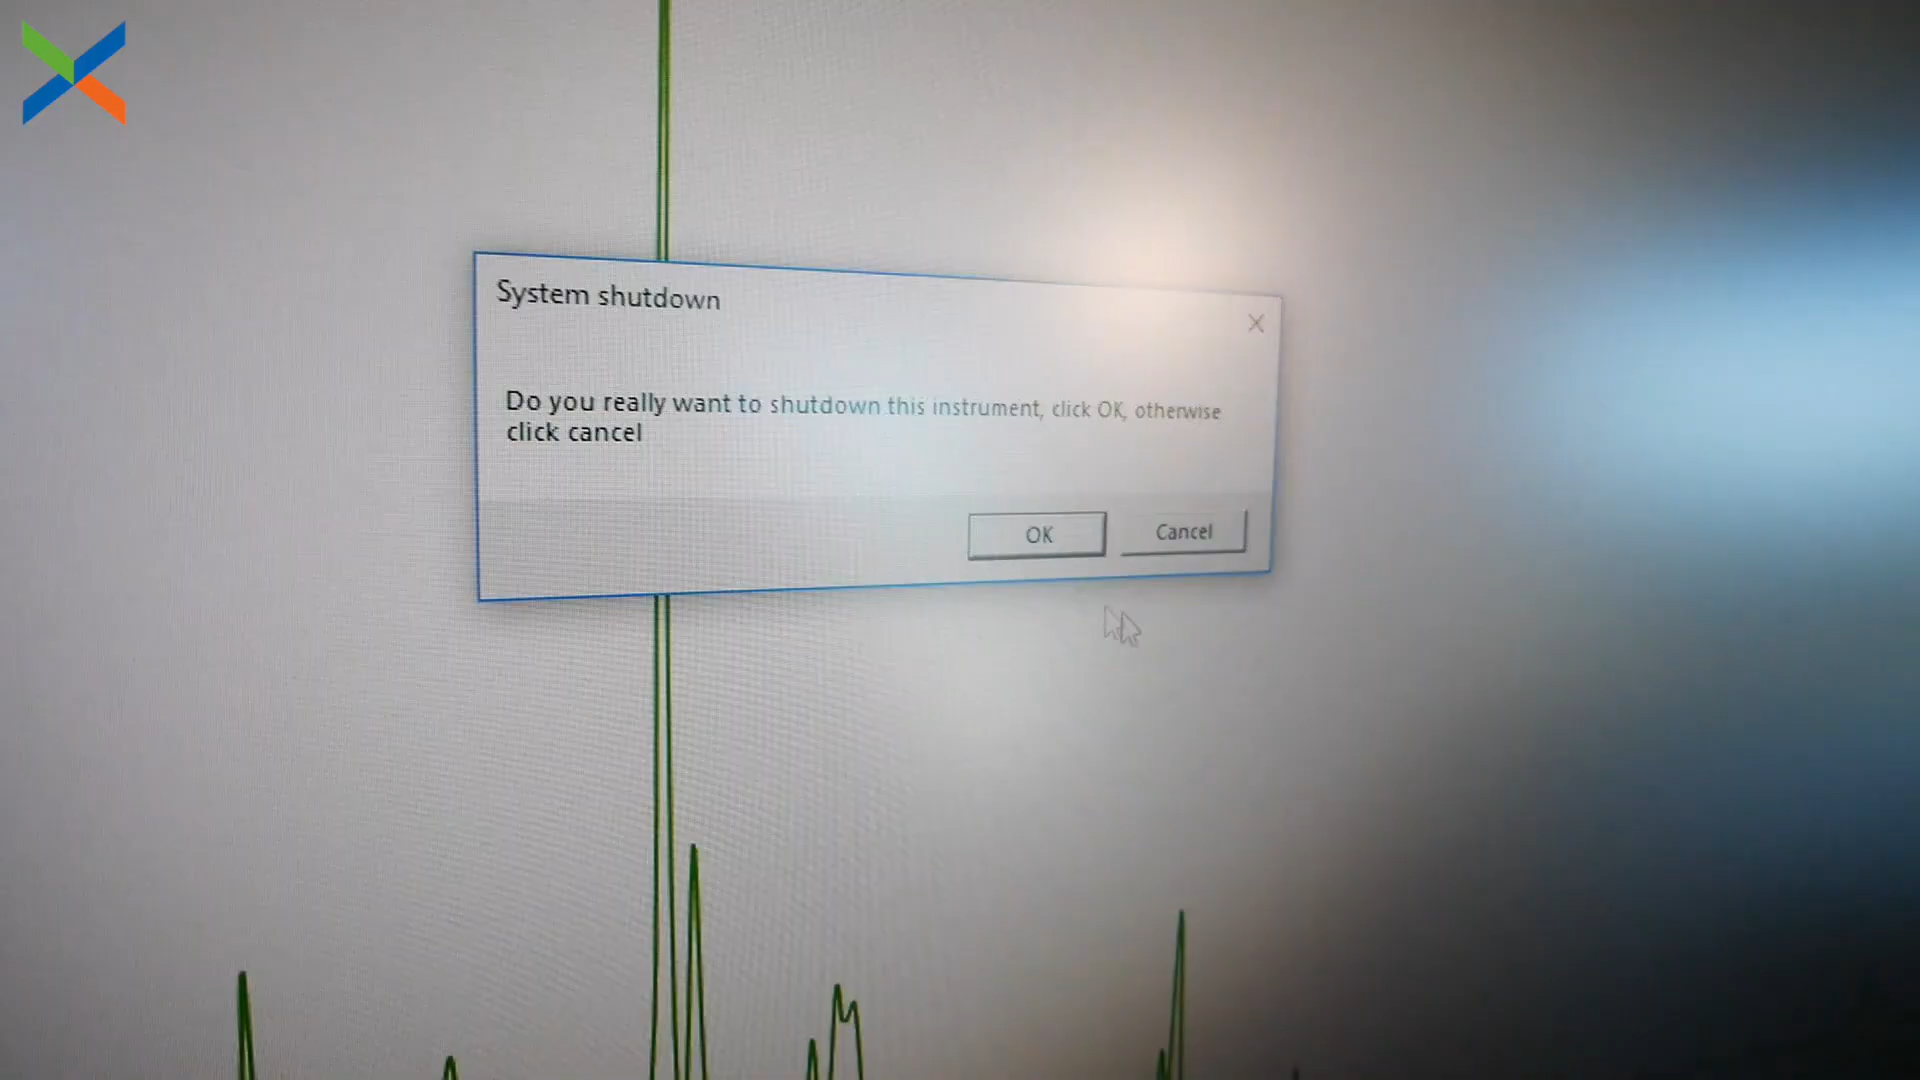 System shutdown
Do you really want to shutdown this instrument, click OK, otherwise
click cancel
OK
Cancel